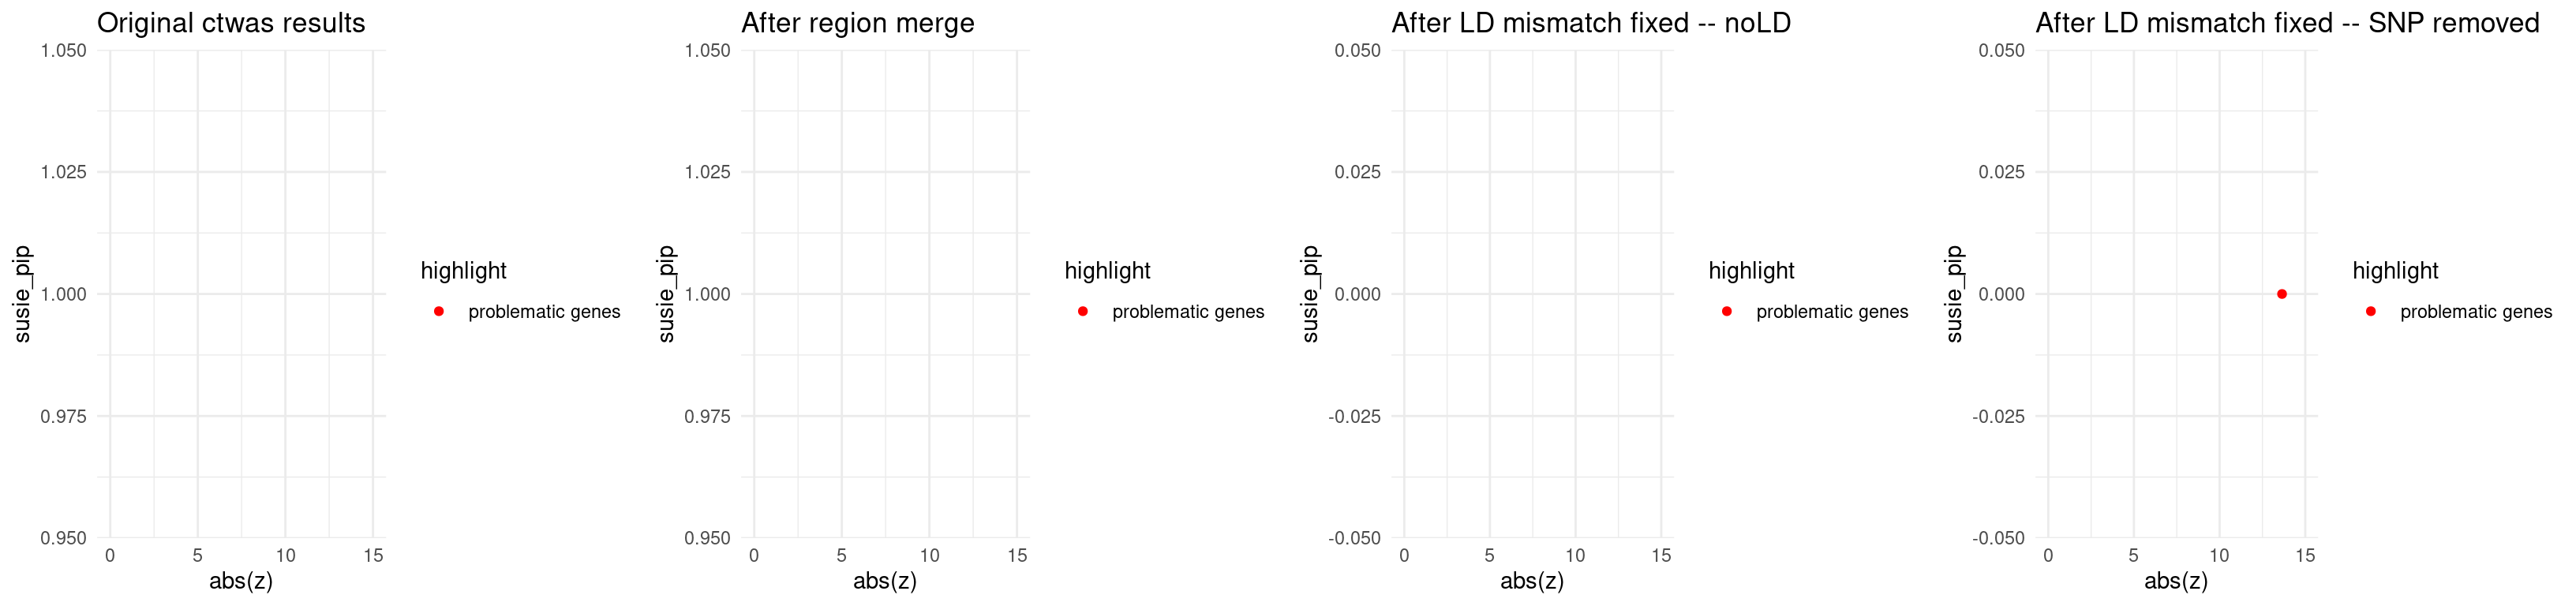 Original ctwas results
1.050
1.025
1.000
0.975
0.950
susie_pip
0 5 10 15
abs(z)
highlight
problematic genes
After region merge
1.050
1.025
1.000
0.975
0.950
susie_pip
0 5 10 15
abs(z)
highlight
problematic genes
After LD mismatch fixed -- noLD
0.050
0.025
0.000
-0.025
-0.050
susie_pip
0 5 10 15
abs(z)
highlight
problematic genes
After LD mismatch fixed -- SNP removed
0.050
0.025
0.000
-0.025
-0.050
susie_pip
0 5 10 15
abs(z)
highlight
problematic genes